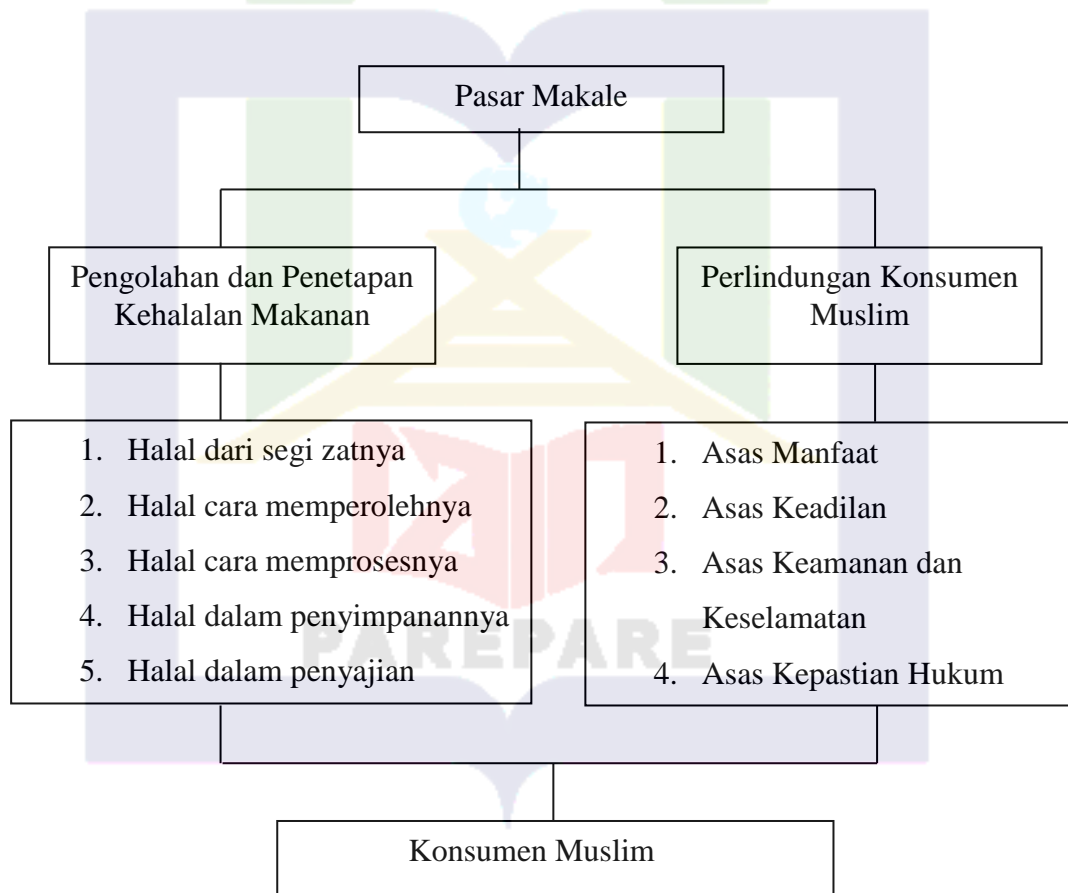 Pasar Makale
Pengolahan dan Penetapan
Kehalalan Makanan
Perlindungan Konsumen
Muslim
1. Halal dari segi zatnya
2. Halal cara memperolehnya
3. Halal cara memprosesnya
4. Halal dalam penyimpanannya
5. Halal dalam penyajian
1. Asas Manfaat
2. Asas Keadilan
3. Asas Keamanan dan
Keselamatan
4. Asas Kepastian Hukum
PAREPARE
Konsumen Muslim